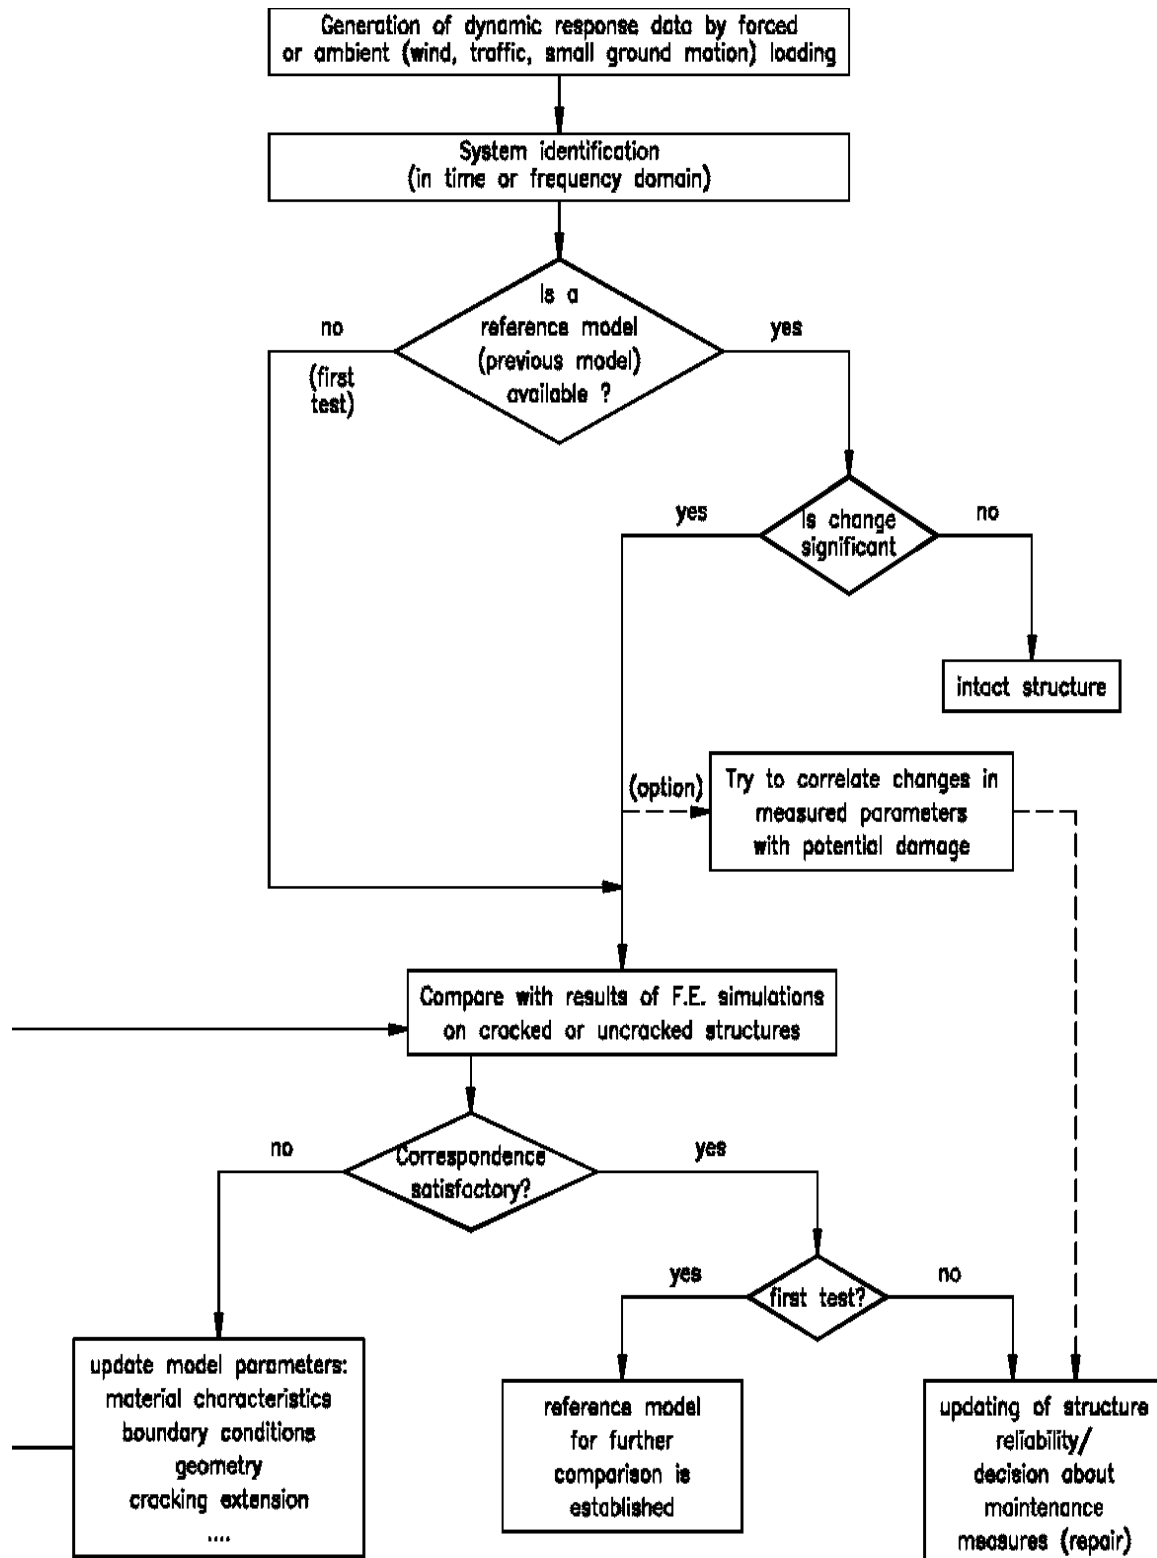 Generation of dynamic response data by forced
or ambient (wind, traffic, small ground motion) loading
System identification
(in time or frequency domain)
Is a
reference model
(previous model)
available ?
no
(first
test)
yes
Is change
significant
yes
no
intact structure
(option)
Try to correlate changes in
measured parameters
with potential damage
Compare with results of F.E. simulations
on cracked or uncracked structures
Correspondence
satisfactory?
no
yes
first test?
yes
no
update model parameters:
material characteristics
boundary conditions
geometry
cracking extension
....
reference model
for further
comparison is
established
updating of structure
reliability/
decision about
maintenance
measures (repair)